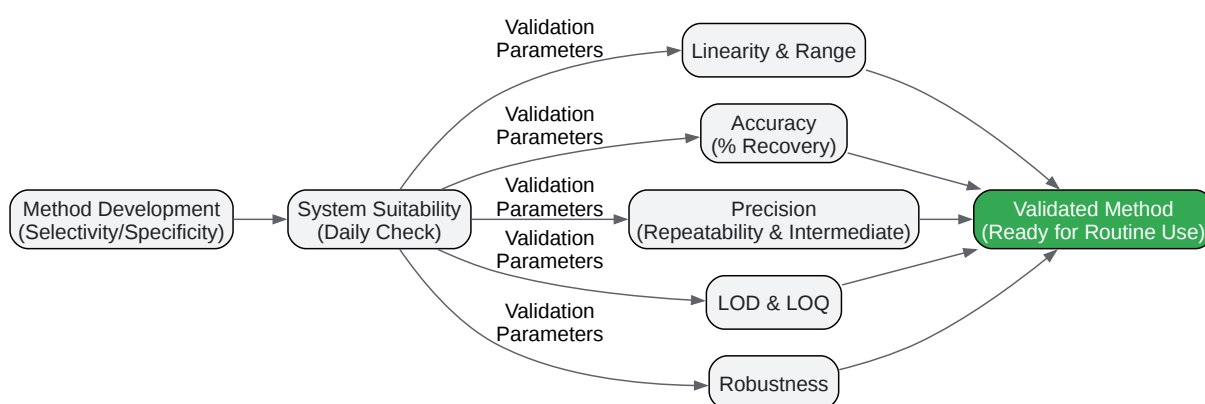 Method Development
(Selectivity/Specificity)
System Suitability
(Daily Check)
Validation
Parameters
Linearity & Range
Validation
Parameters
Accuracy
(% Recovery)
Validation
Parameters
Precision
(Repeatability & Intermediate)
Validation
Parameters
LOD & LOQ
Validation
Parameters
Robustness
Validated Method
(Ready for Routine Use)